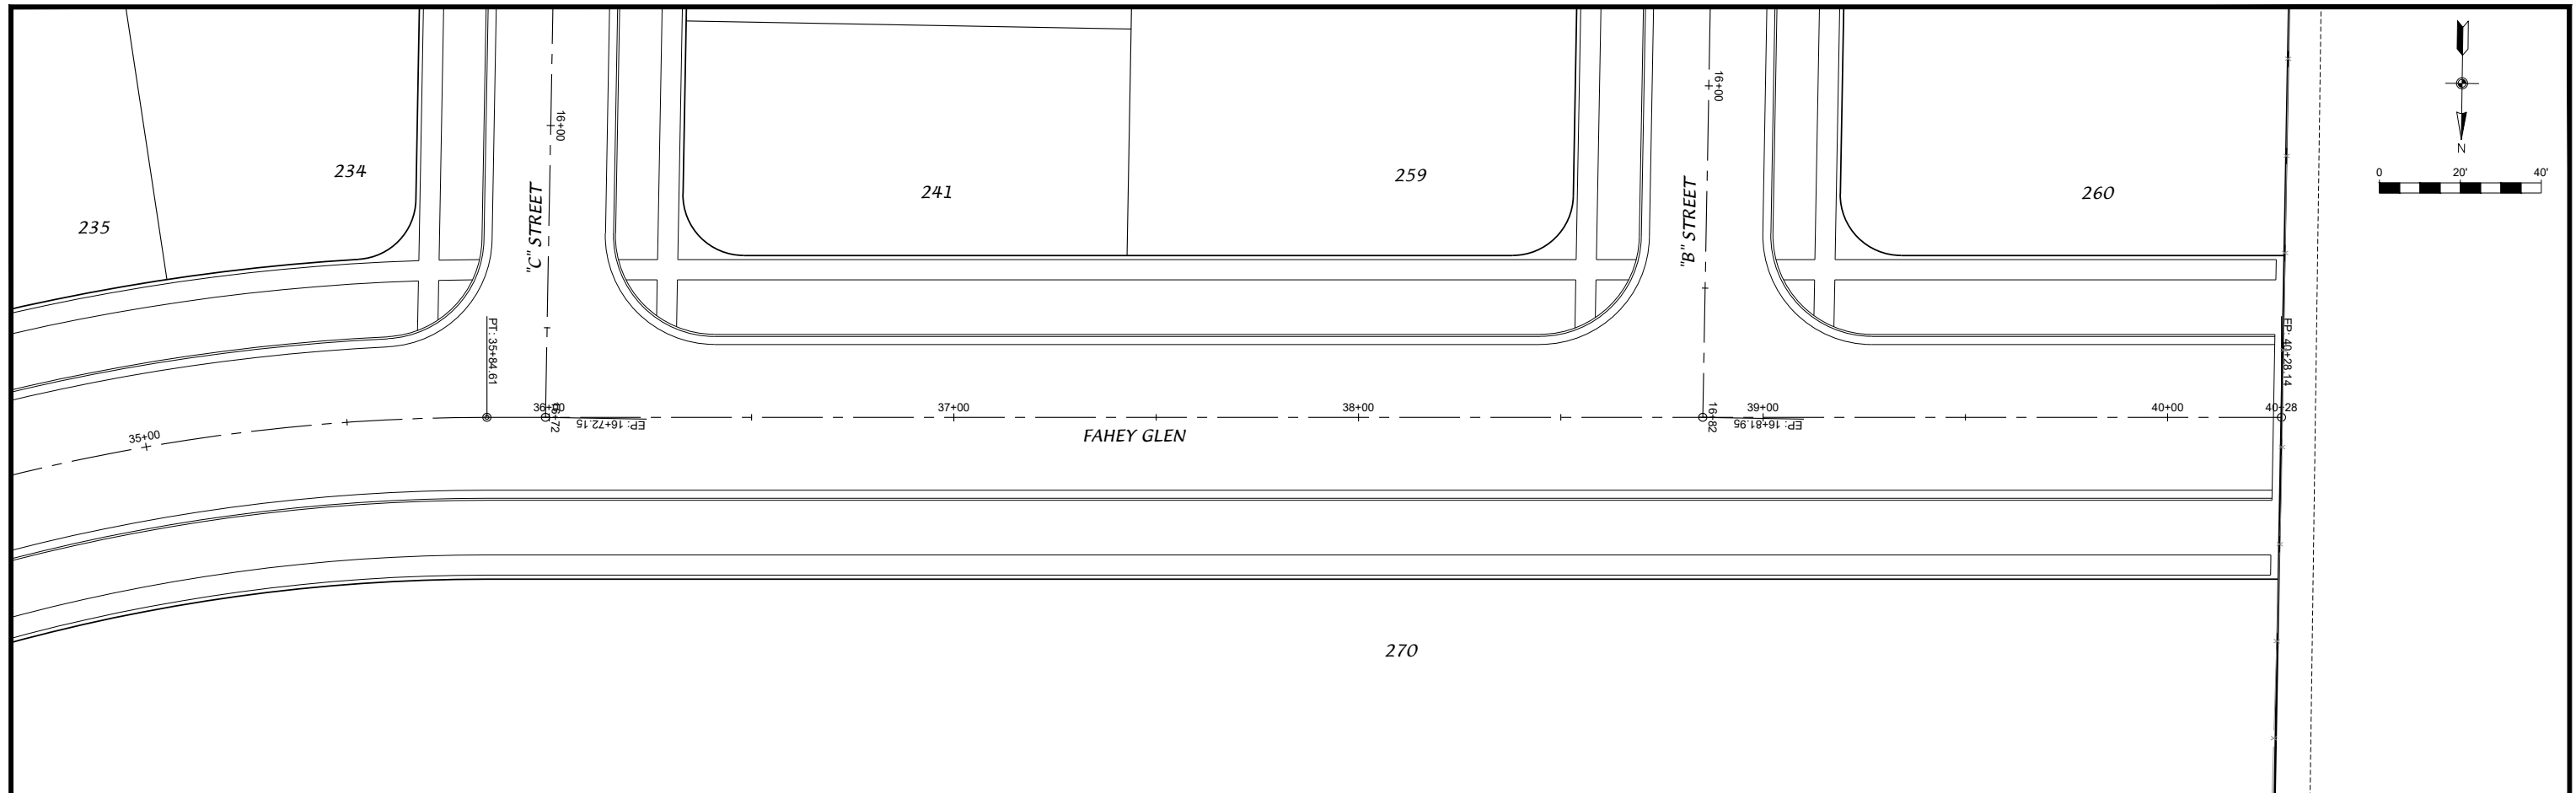 16+00
16+00
234
235
241
259
260
"C" STREET
"B" STREET
N
0 20' 40'
PT: 35+84.61
EP: 40+28.14
35+00
36+00
16+72
EP: 16+72.15
37+00
38+00
16+82
39+00
EP: 16+81.95
40+00
40+28
FAHEY GLEN
270